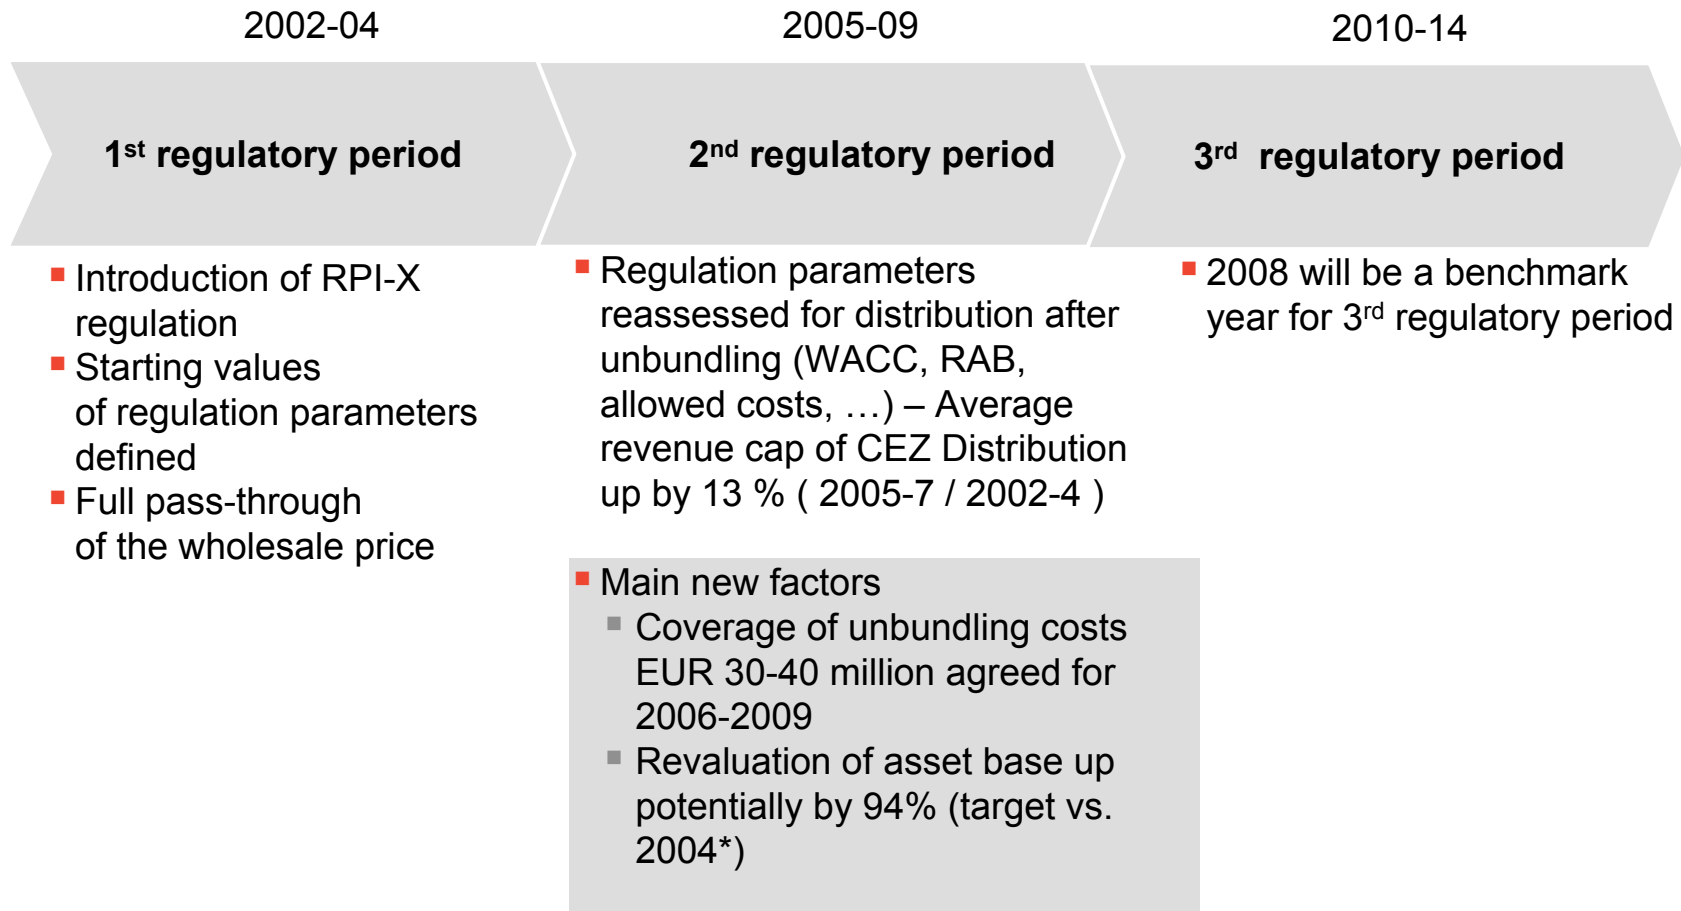 2002-04
2005-09
2010-14
1st regulatory period
2nd regulatory period
3rd regulatory period
▪ Introduction of RPI-X
regulation
▪ Starting values
of regulation parameters
defined
▪ Full pass-through
of the wholesale price
▪ Regulation parameters
reassessed for distribution after
unbundling (WACC, RAB,
allowed costs, …) – Average
revenue cap of CEZ Distribution
up by 13 % ( 2005-7 / 2002-4 )
▪ Main new factors
▪ Coverage of unbundling costs
EUR 30-40 million agreed for
2006-2009
▪ Revaluation of asset base up
potentially by 94% (target vs.
2004*)
▪ 2008 will be a benchmark
year for 3rd regulatory period